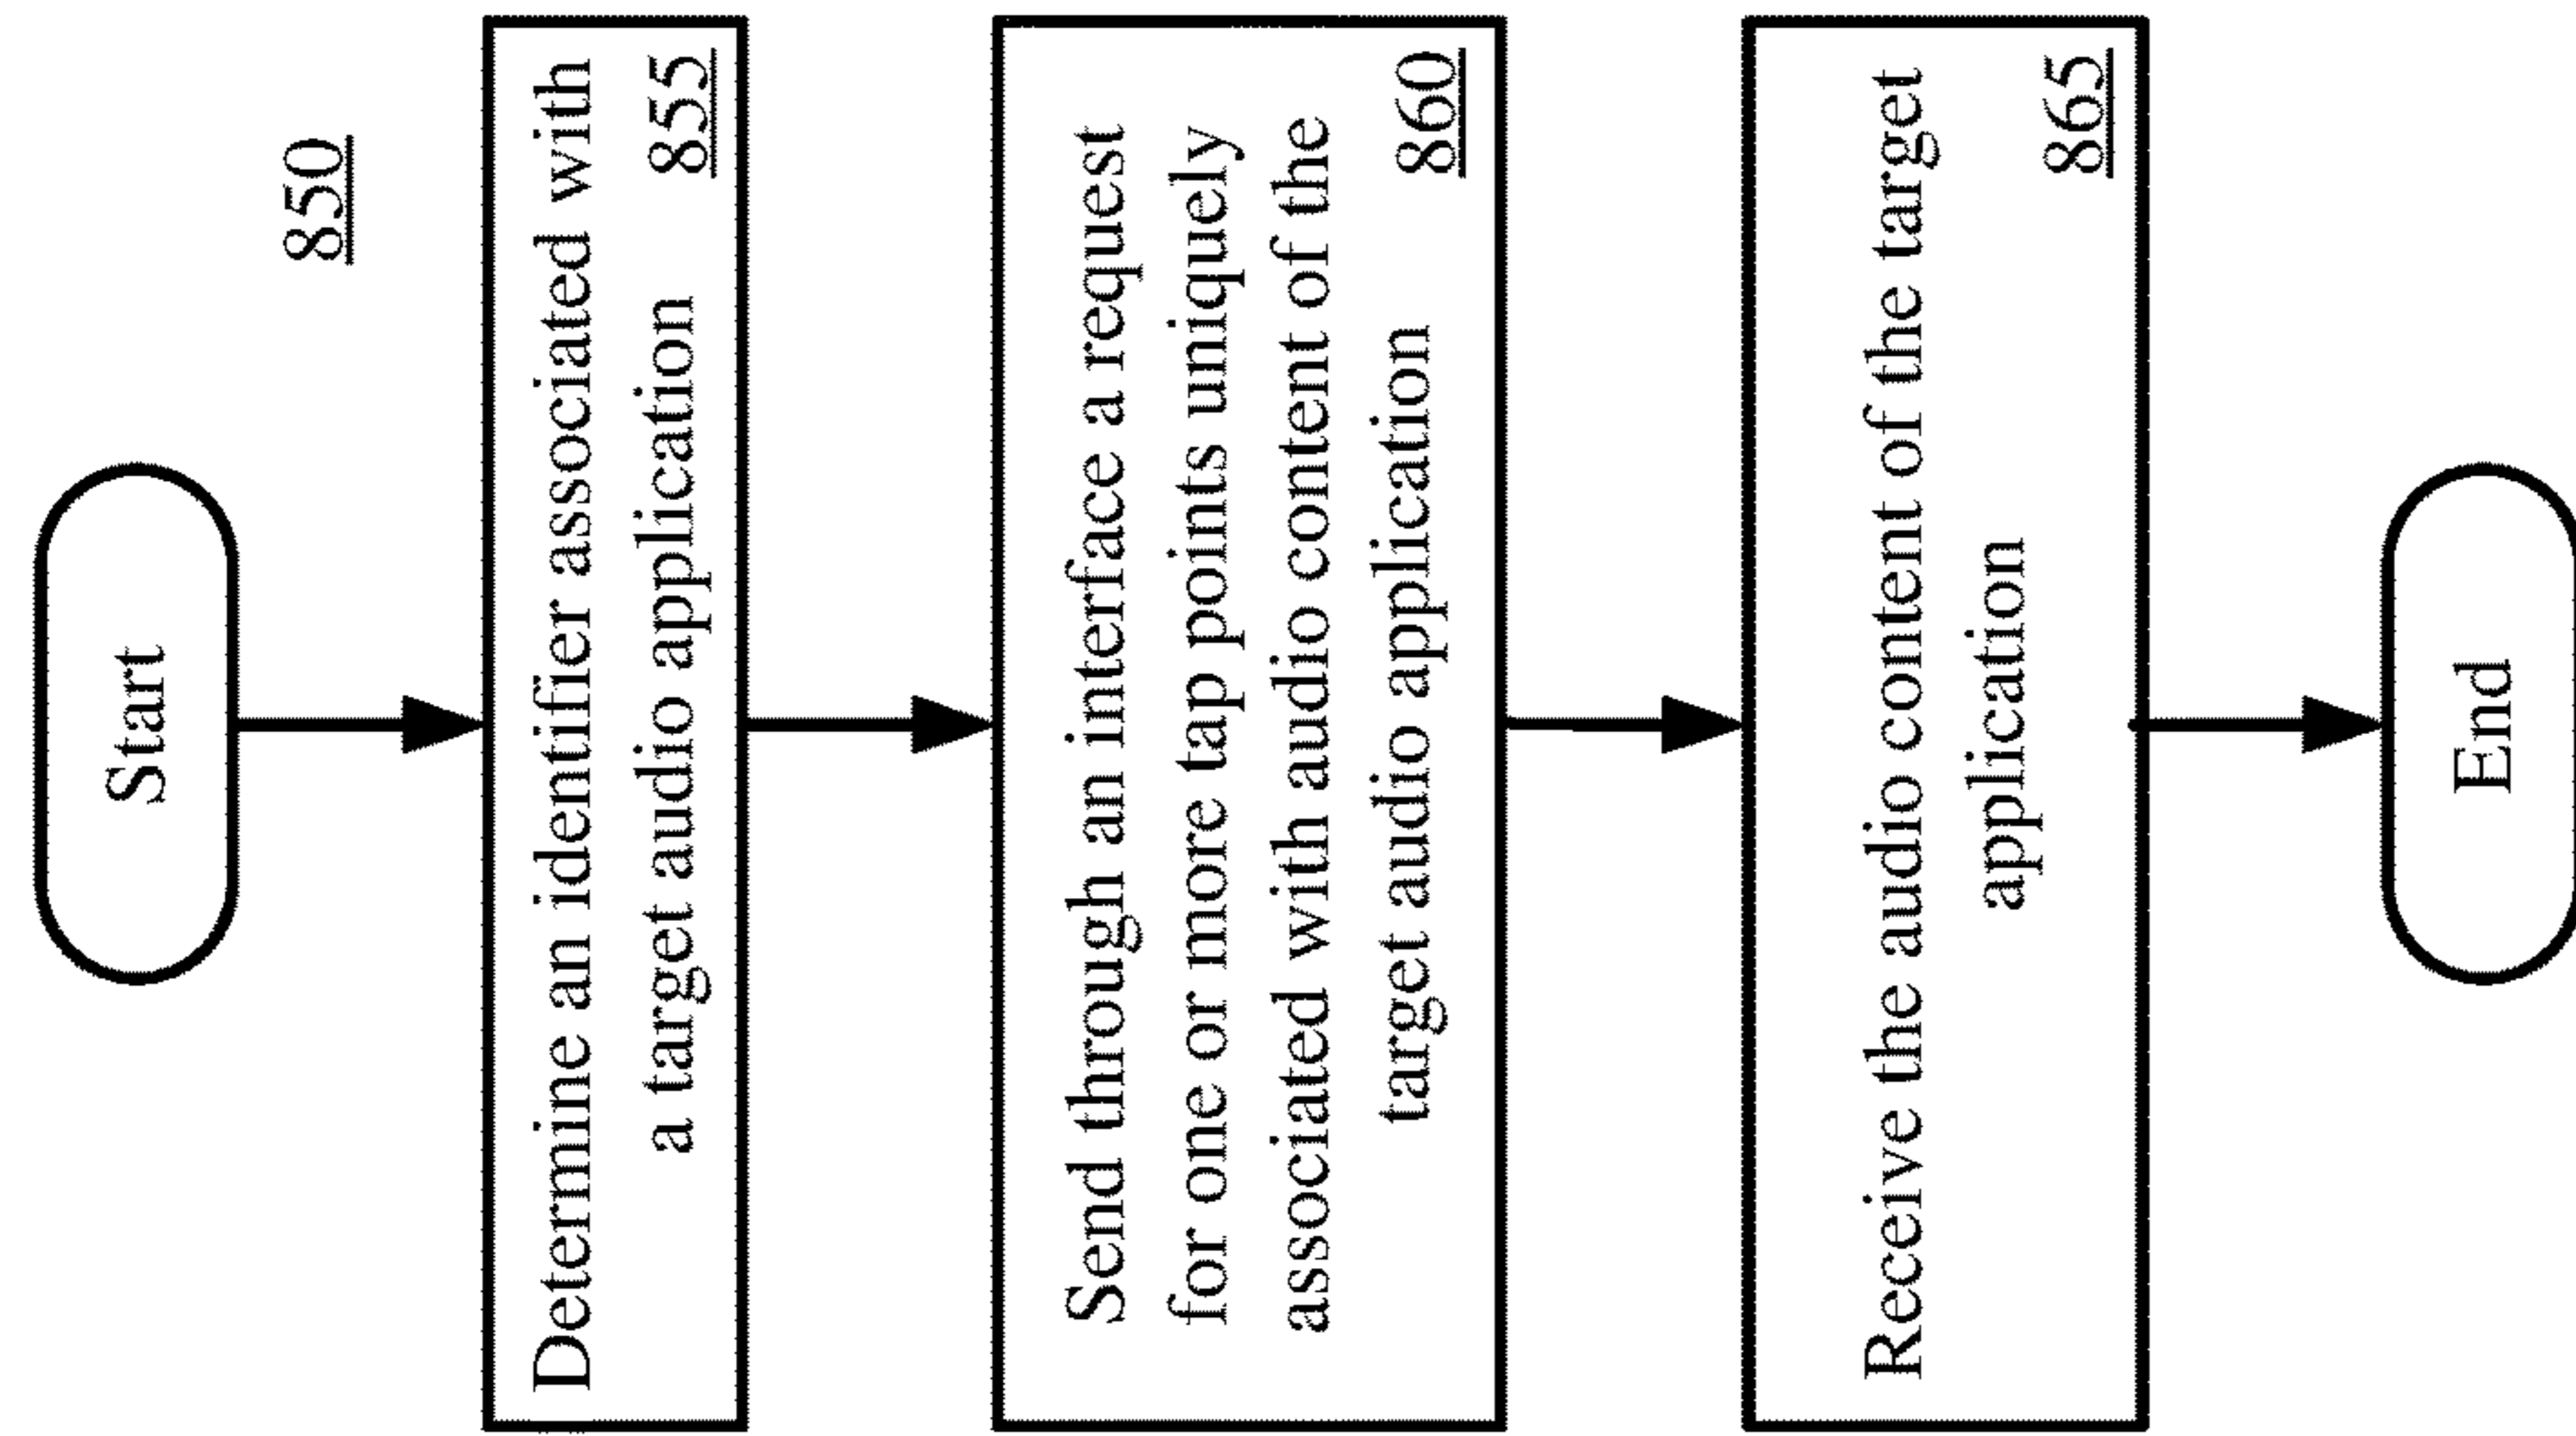 Start
850
Determine an identifier associated with
a target audio application 855
Send through an interface a request
for one or more tap points uniquely
associated with audio content of the
target audio application 860
Receive the audio content of the target
application
865
End